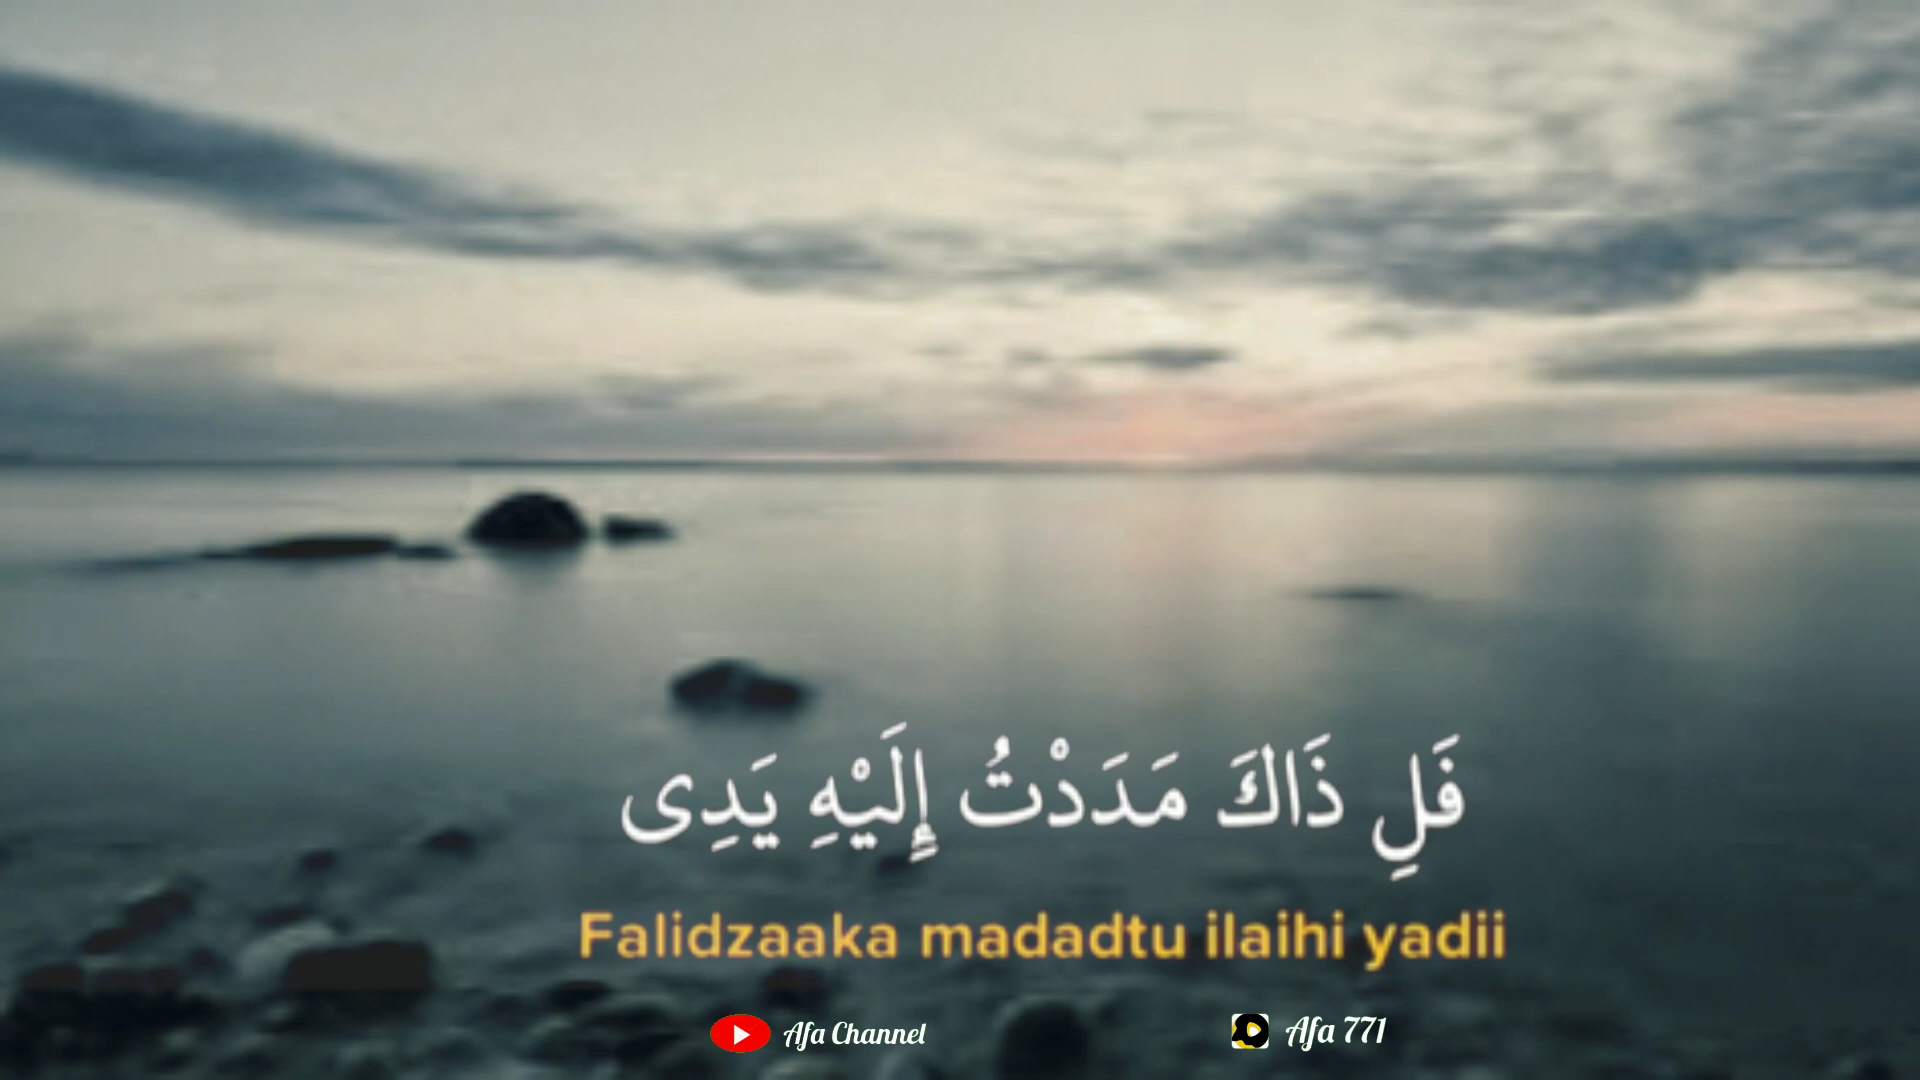 فَلِ ذَاكَ مَدَدْتُ إِلَيْهِ يَدِى
Falidzaaka madadtu ilaihi yadii
Afa Channel
Afa 771